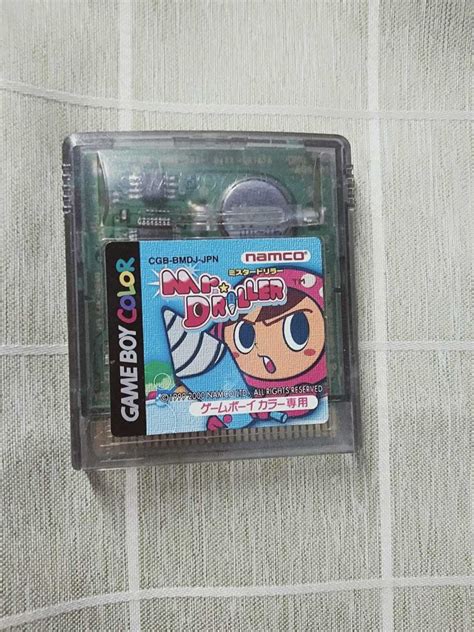 GAME BOY COLOR
CGB-BMDJ-JPN
namco
ミスタードリラー
MR. DRILLER
TM
©1999 2000 NAMCO LTD., ALL RIGHTS RESERVED
ゲームボーイカラー専用